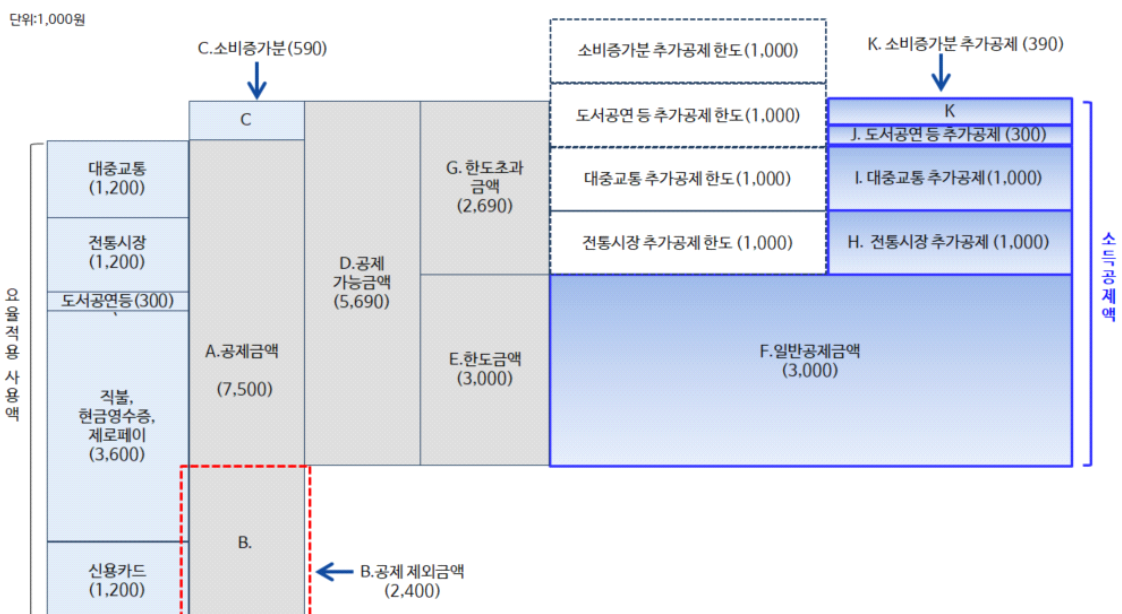 단위:1,000원
C.소비증가분(590)
소비증가분 추가공제 한도(1,000)
K. 소비증가분 추가공제 (390)
C
도서공연 등 추가공제 한도(1,000)
K
J. 도서공연 등 추가공제 (300)
대중교통
(1,200)
G. 한도초과
금액
(2,690)
대중교통 추가공제 한도(1,000)
I. 대중교통 추가공제(1,000)
전통시장
(1,200)
전통시장 추가공제 한도 (1,000)
H. 전통시장 추가공제 (1,000)
D.공제
가능금액
(5,690)
도서공연등(300)
A.공제금액
(7,500)
E.한도금액
(3,000)
F.일반공제금액
(3,000)
직불,
현금영수증,
제로페이
(3,600)
B.
신용카드
(1,200)
B.공제 제외금액
(2,400)
요율적용 사용액
소득공제액